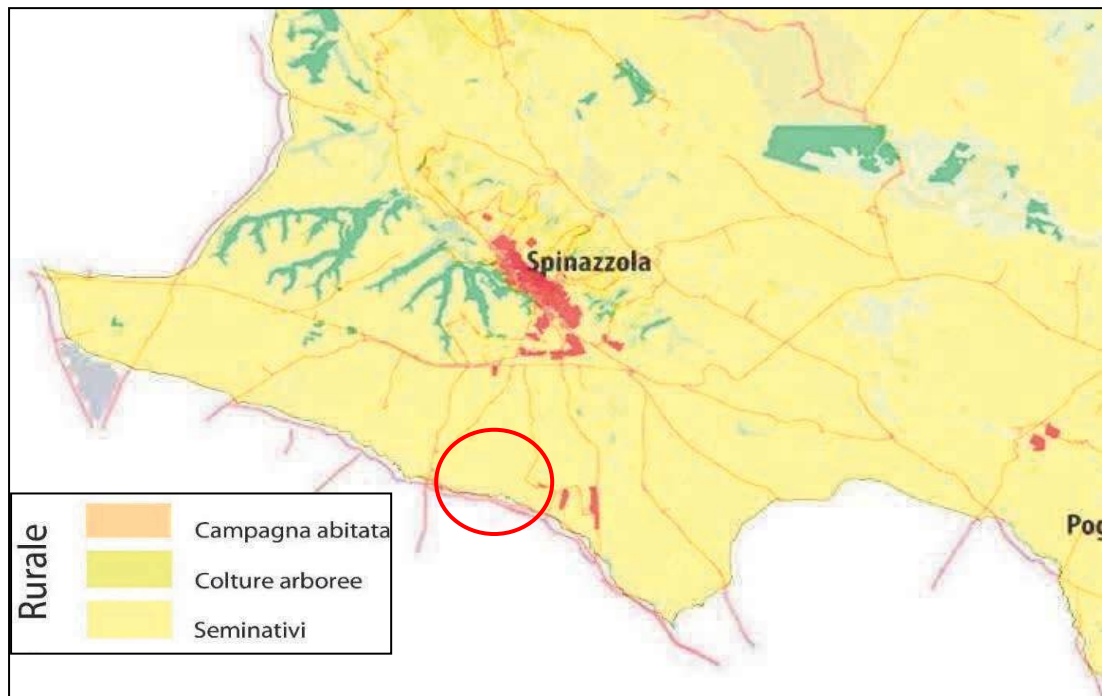 Spinazzola
Pog
Rurale
Campagna abitata
Colture arboree
Seminativi